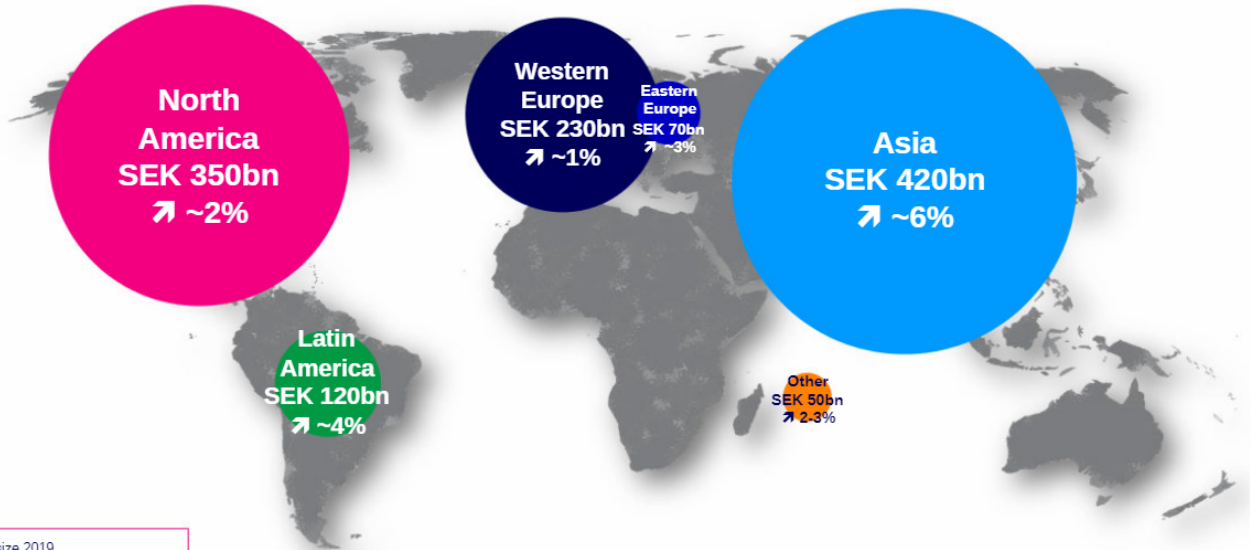 North
America
SEK 350bn
↗ ~2%
Western
Europe
SEK 230bn
↗ ~1%
Eastern
Europe
SEK 70bn
↗ ~3%
Asia
SEK 420bn
↗ ~6%
Latin
America
SEK 120bn
↗ ~4%
Other
SEK 50bn
↗ 2-3%
size 2019